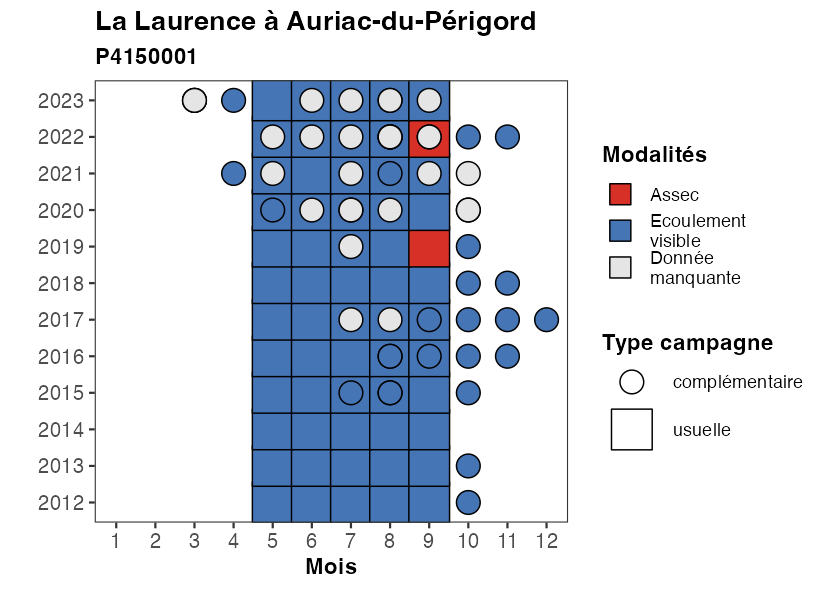 La Laurence à Auriac-du-Périgord
P4150001
2023
2022
2021
2020
2019
2018
2017
2016
2015
2014
2013
2012
1 2 3 4 5 6 7 8 9 10 11 12
Mois
Modalités
Assec
Ecoulement
visible
Donnée
manquante
Type campagne
complémentaire
usuelle